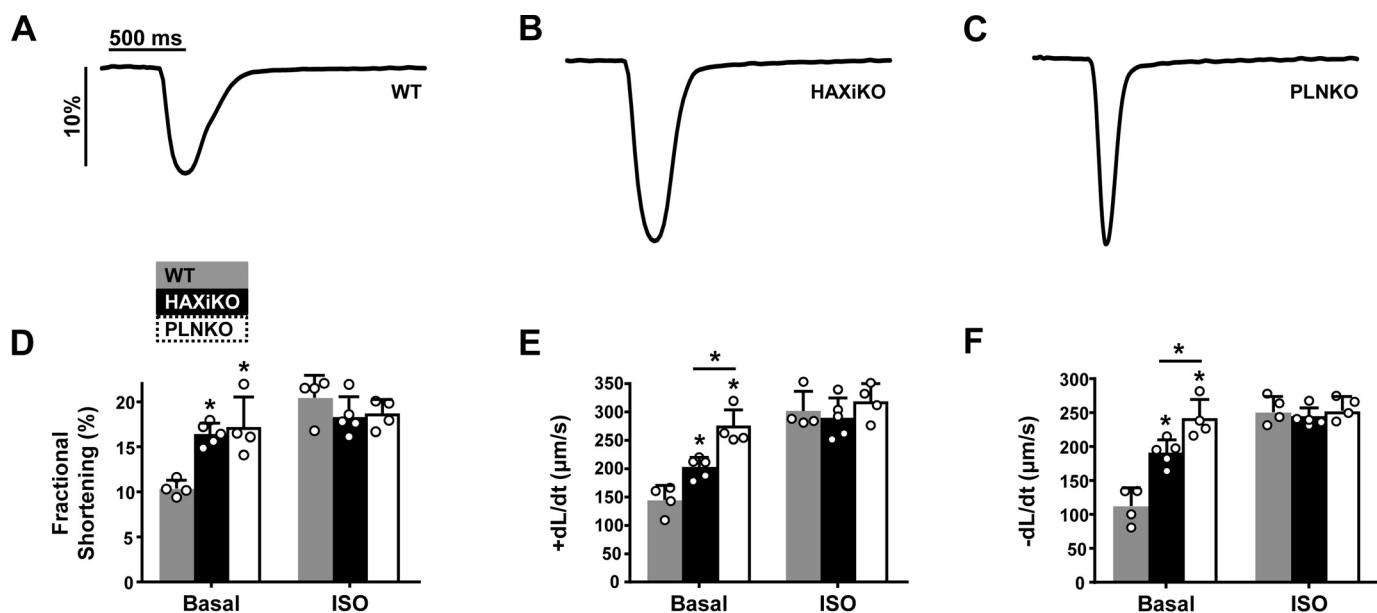 A
500 ms
10%
WT
B
HAXiKO
C
PLNKO
WT
HAXiKO
PLNKO
D
Fractional
Shortening (%)
20
15
10
5
0
*
*
Basal
ISO
E
+dL/dt (µm/s)
350
300
250
200
150
100
50
0
*
*
*
Basal
ISO
F
-dL/dt (µm/s)
300
250
200
150
100
50
0
*
*
*
Basal
ISO